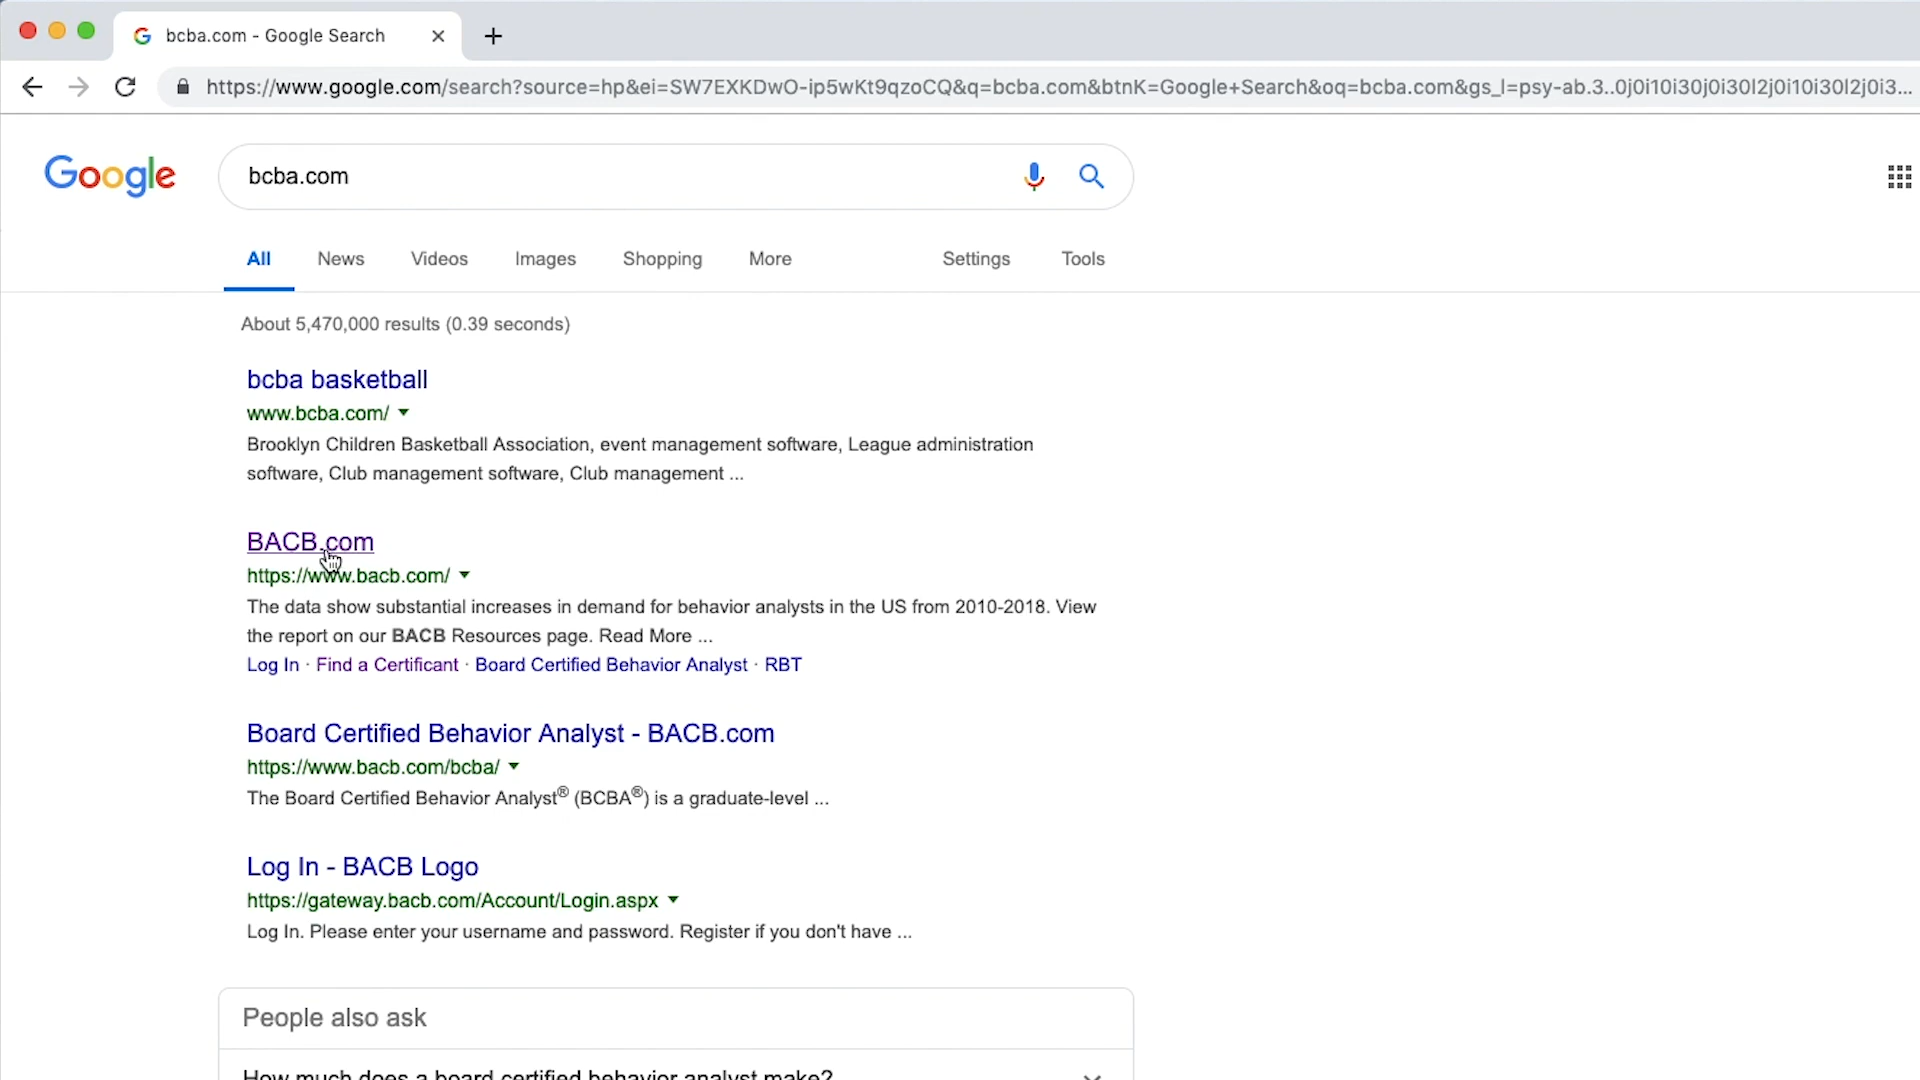 bcba.com - Google Search
https://www.google.com/search?source=hp&ei=SW7EXKDwO-ip5wKt9qzoCQ&q=bcba.com&btnK=Google+Search&oq=bcba.com&gs_l=psy-ab.3..0j0i10i30j0i30l2j0i10i30l2j0i3...
Google
bcba.com
All News Videos Images Shopping More Settings Tools
About 5,470,000 results (0.39 seconds)
bcba basketball
www.bcba.com/
Brooklyn Children Basketball Association, event management software, League administration
software, Club management software, Club management ...
BACB.com
https://www.bacb.com/
The data show substantial increases in demand for behavior analysts in the US from 2010-2018. View
the report on our BACB Resources page. Read More ...
Log In · Find a Certificant · Board Certified Behavior Analyst · RBT
Board Certified Behavior Analyst - BACB.com
https://www.bacb.com/bcba/
The Board Certified Behavior Analyst® (BCBA®) is a graduate-level ...
Log In - BACB Logo
https://gateway.bacb.com/Account/Login.aspx
Log In. Please enter your username and password. Register if you don't have ...
People also ask
How much does a board certified behavior analyst make?